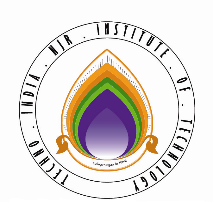 TECHNO · INDIA · NJR · INSTITUTE · OF · TECHNOLOGY